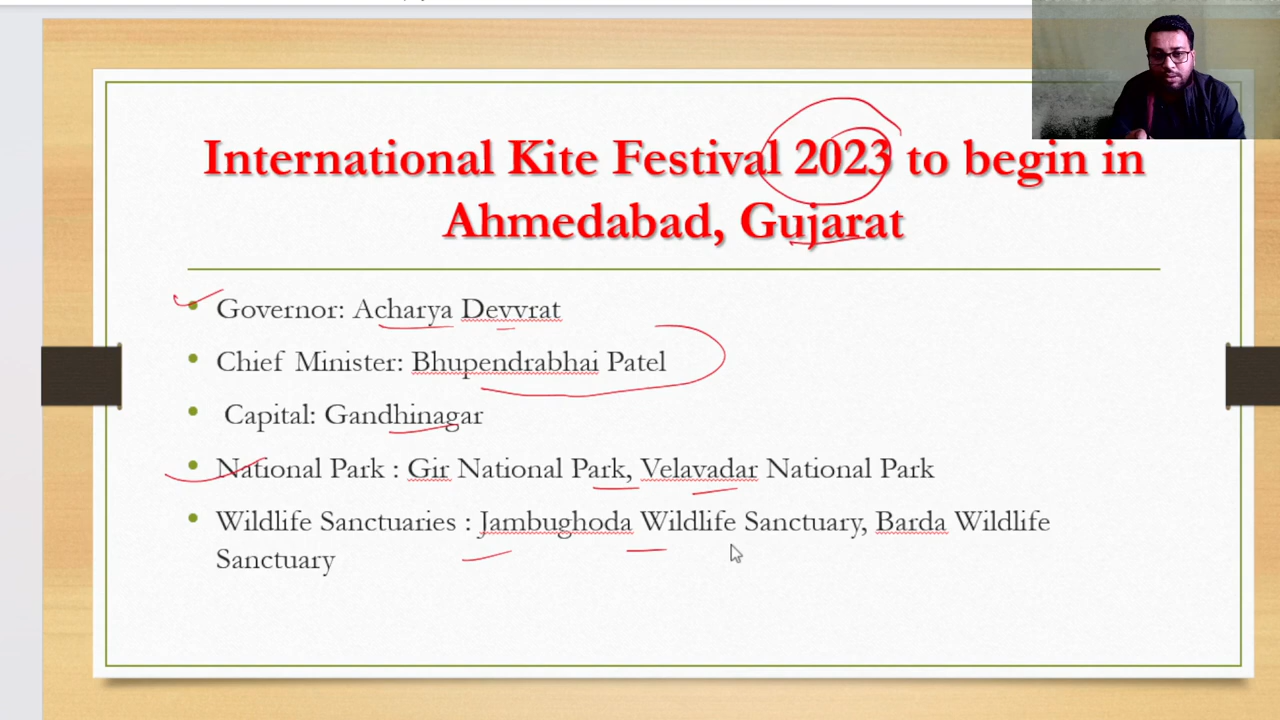 International Kite Festival 2023 to begin in
Ahmedabad, Gujarat
Governor: Acharya Devvrat
Chief Minister: Bhupendrabhai Patel
Capital: Gandhinagar
National Park : Gir National Park, Velavadar National Park
Wildlife Sanctuaries : Jambughoda Wildlife Sanctuary, Barda Wildlife
Sanctuary